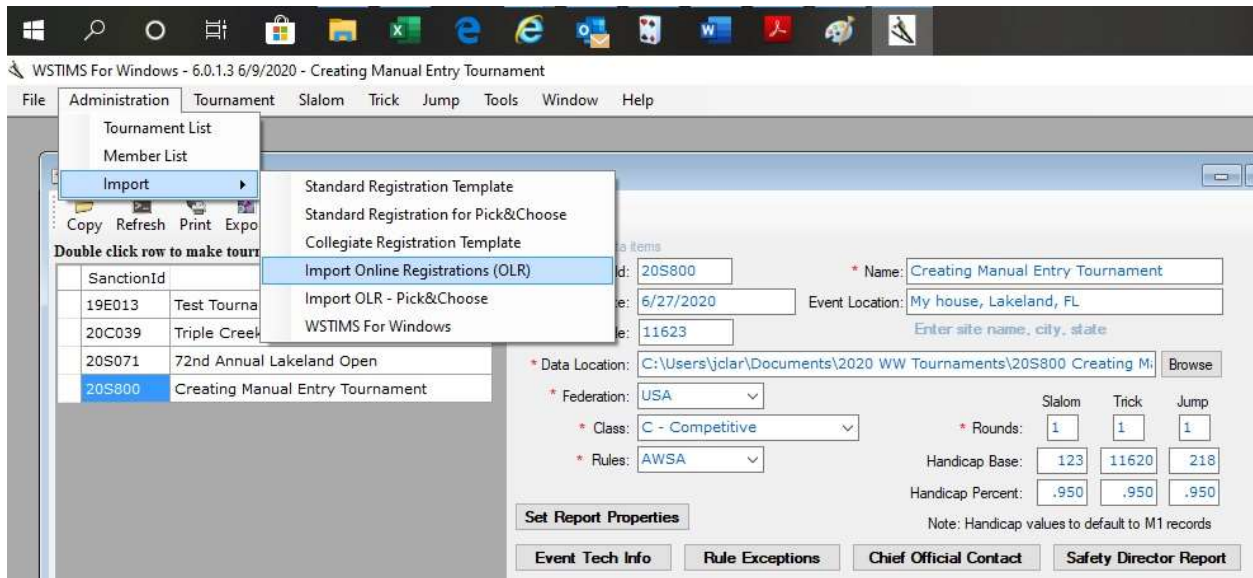 WSTIMS For Windows - 6.0.1.3 6/9/2020 - Creating Manual Entry Tournament
File Administration Tournament Slalom Trick Jump Tools Window Help
Tournament List
Member List
Import
Standard Registration Template
Standard Registration for Pick&Choose
Collegiate Registration Template
Import Online Registrations (OLR)
Import OLR - Pick&Choose
WSTIMS For Windows
Copy Refresh Print Expo
Double click row to make tourn
SanctionId
19E013 Test Tourna
20C039 Triple Creek
20S071 72nd Annual Lakeland Open
20S800 Creating Manual Entry Tournament
items
Id: 20S800 * Name: Creating Manual Entry Tournament
e: 6/27/2020 Event Location: My house, Lakeland, FL
le: 11623 Enter site name, city, state
* Data Location: C:\Users\jclar\Documents\2020 WW Tournaments\20S800 Creating Ma Browse
* Federation: USA
Slalom Trick Jump
* Class: C - Competitive * Rounds: 1 1 1
* Rules: AWSA Handicap Base: 123 11620 218
Handicap Percent: .950 .950 .950
Set Report Properties Note: Handicap values to default to M1 records
Event Tech Info Rule Exceptions Chief Official Contact Safety Director Report